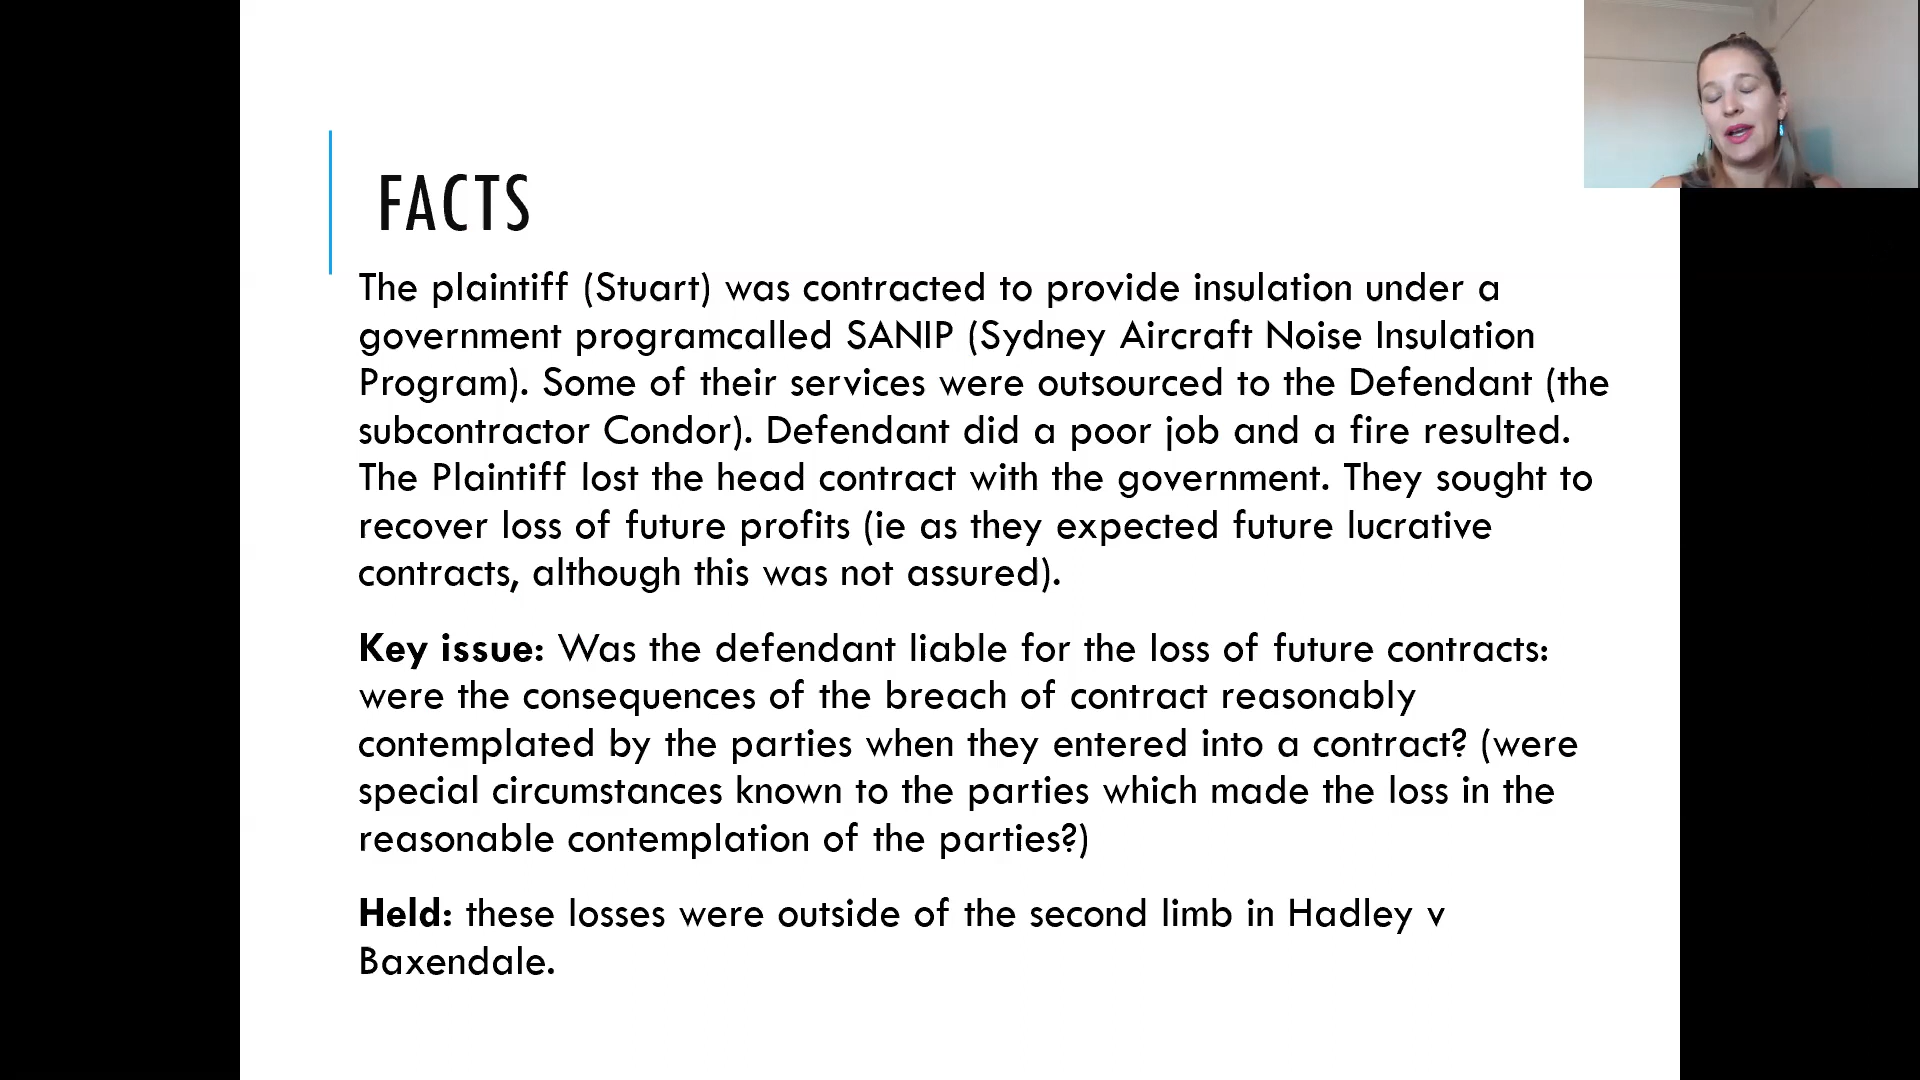 FACTS
The plaintiff (Stuart) was contracted to provide insulation under a
government programcalled SANIP (Sydney Aircraft Noise Insulation
Program). Some of their services were outsourced to the Defendant (the
subcontractor Condor). Defendant did a poor job and a fire resulted.
The Plaintiff lost the head contract with the government. They sought to
recover loss of future profits (ie as they expected future lucrative
contracts, although this was not assured).
Key issue: Was the defendant liable for the loss of future contracts:
were the consequences of the breach of contract reasonably
contemplated by the parties when they entered into a contract? (were
special circumstances known to the parties which made the loss in the
reasonable contemplation of the parties?)
Held: these losses were outside of the second limb in Hadley v
Baxendale.